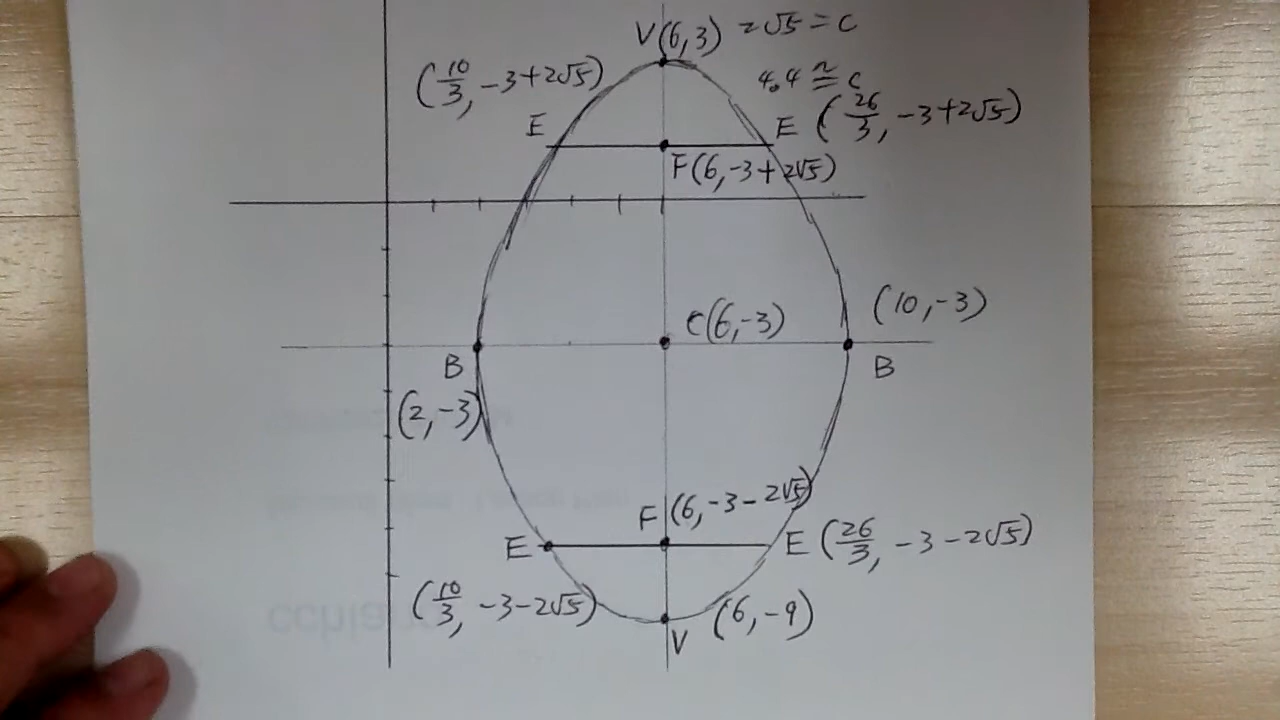 V(6,3) 2√5 = c
(10/3, -3+2√5)
4.4 ≈ c
E
E (26/3, -3+2√5)
F(6,-3+2√5)
(10,-3)
C(6,-3)
B
B
(2,-3)
F (6,-3-2√5)
E
E (26/3, -3-2√5)
(10/3, -3-2√5)
(6,-9)
V